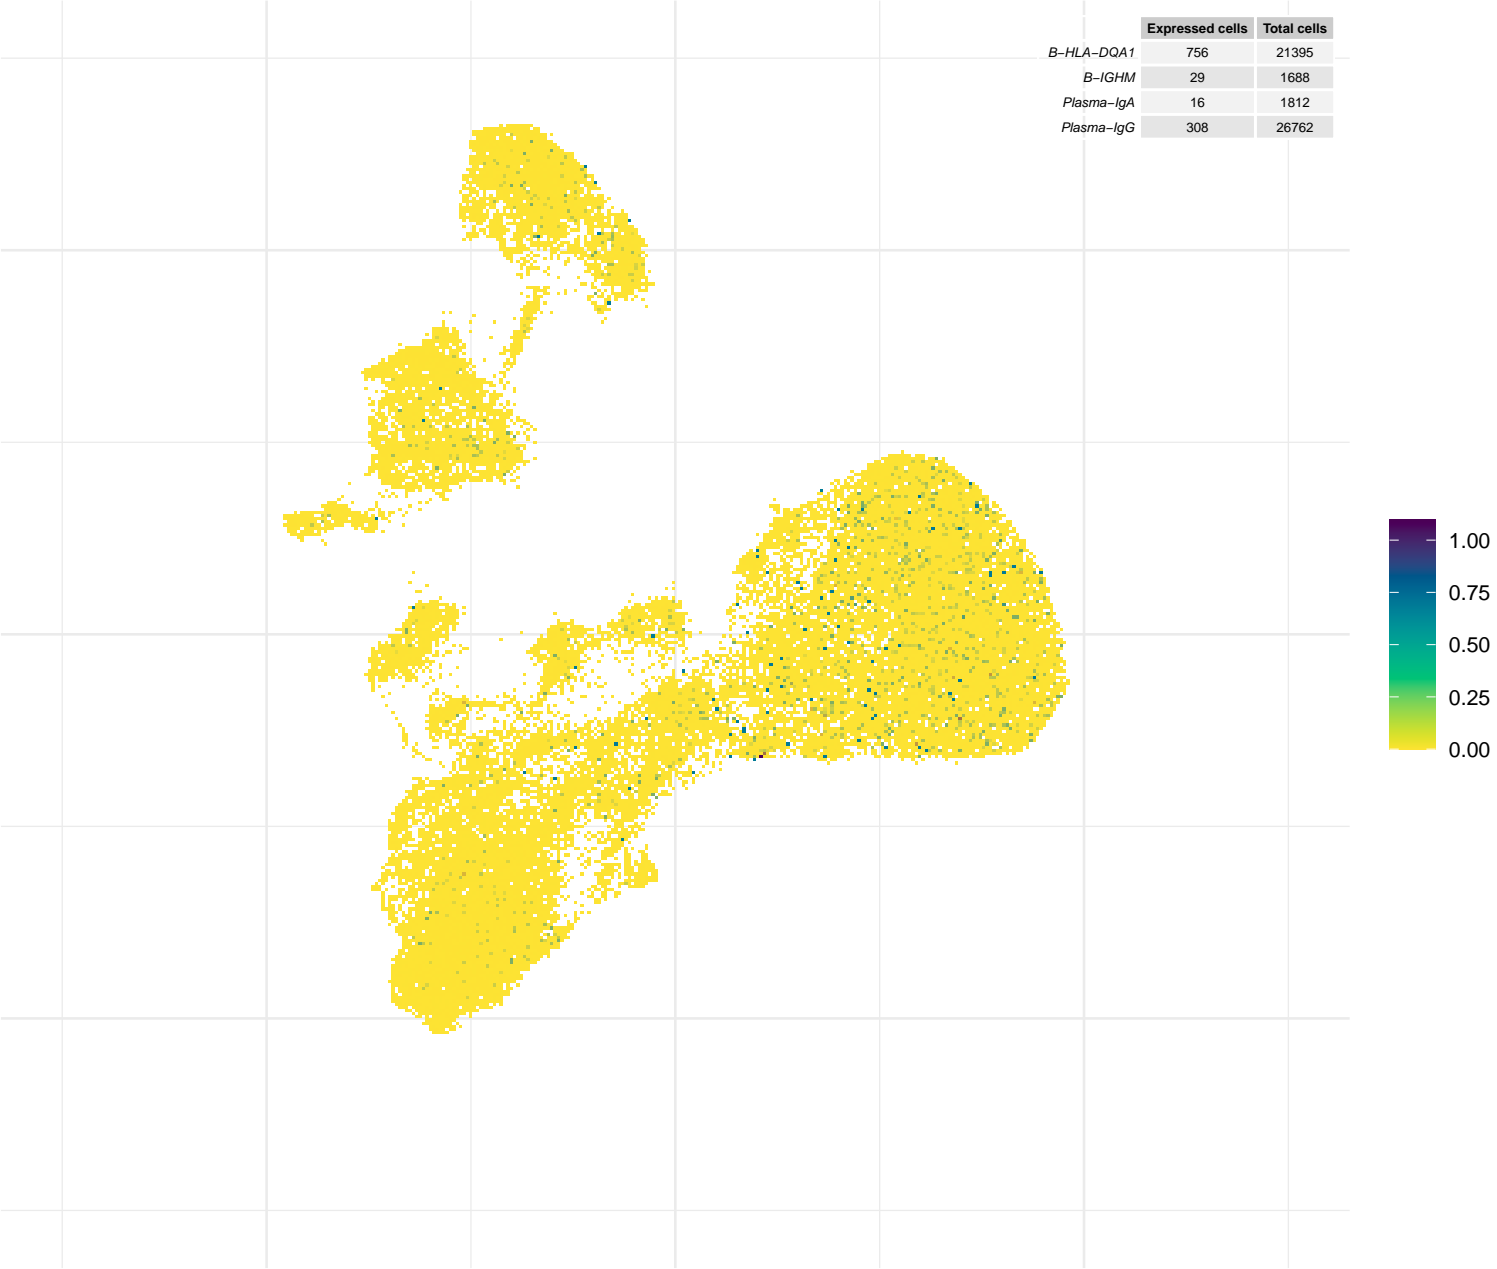 Expressed cells Total cells
B−HLA−DQA1 756 21395
B−IGHM 29 1688
Plasma−IgA 16 1812
Plasma−IgG 308 26762
1.00
0.75
0.50
0.25
0.00